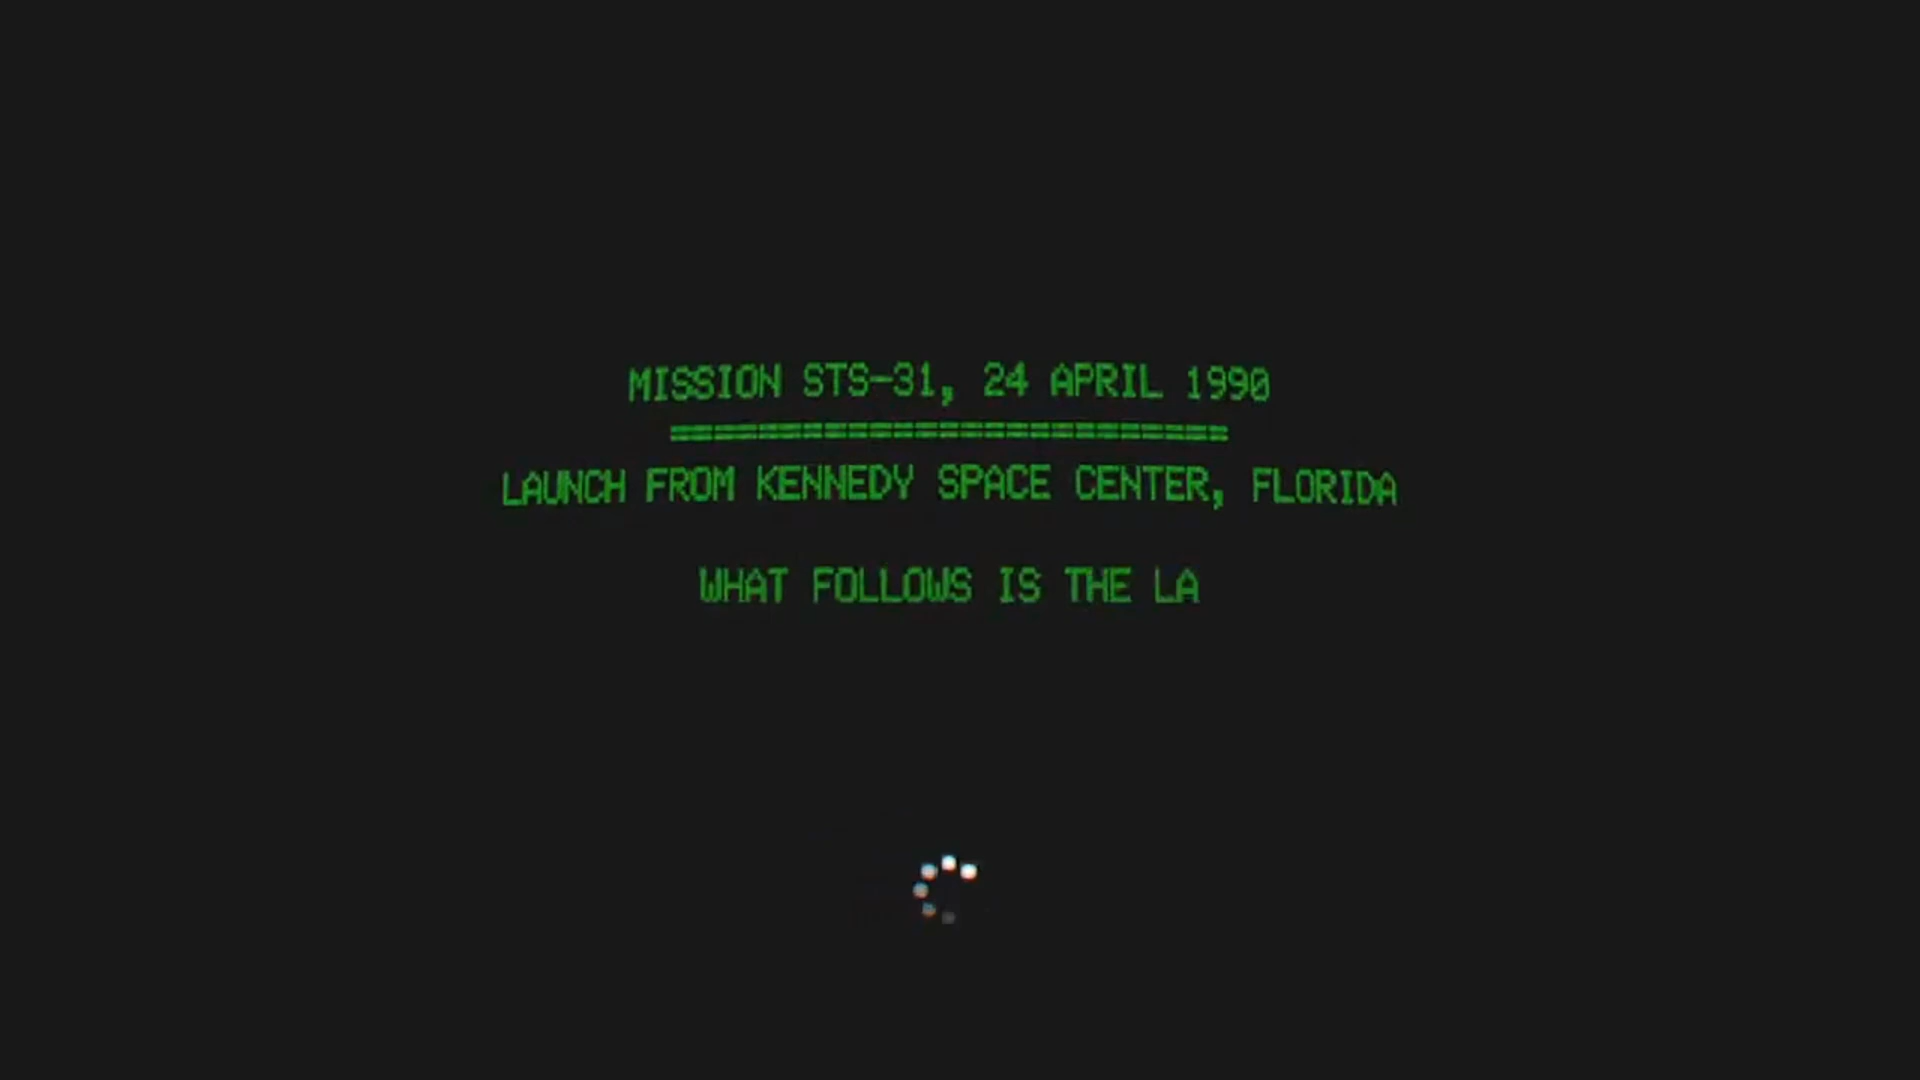 MISSION STS-31, 24 APRIL 1990
=========================
LAUNCH FROM KENNEDY SPACE CENTER, FLORIDA
WHAT FOLLOWS IS THE LA